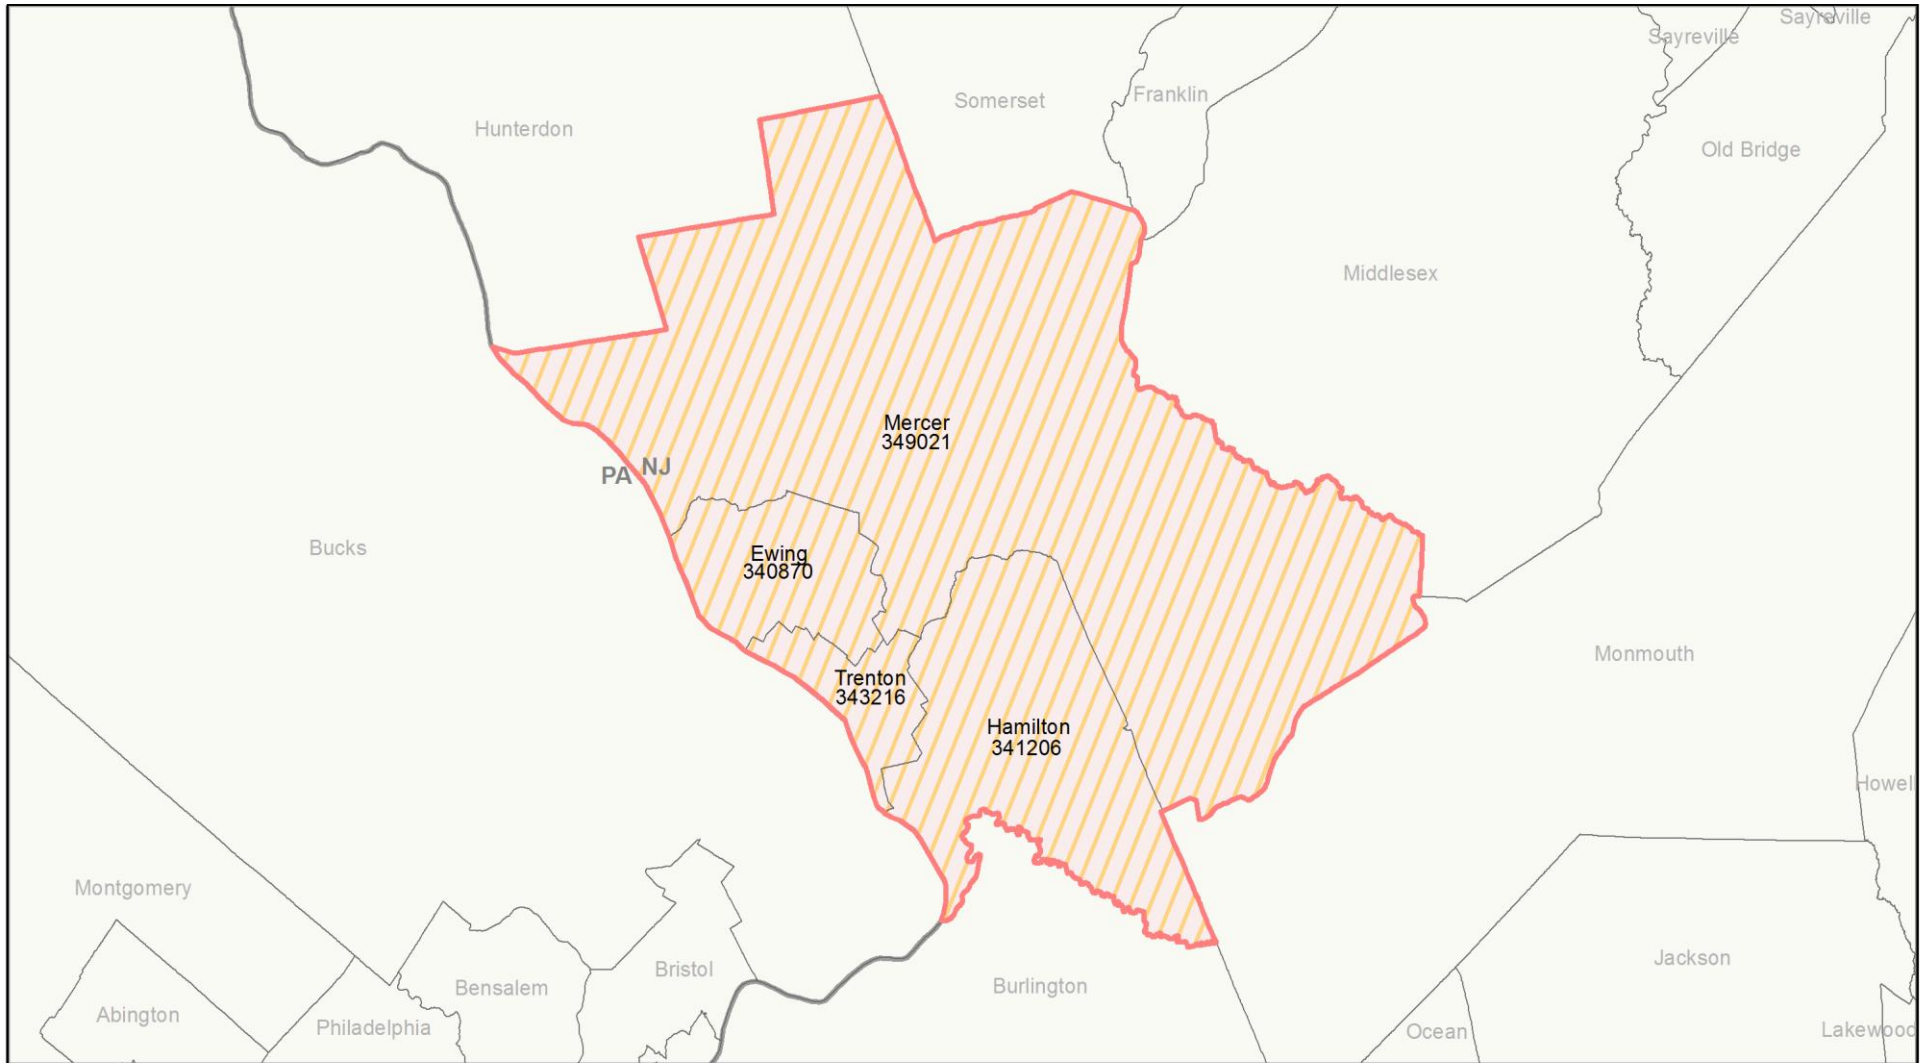 Sayreville
Sayreville
Somerset
Franklin
Hunterdon
Old Bridge
Middlesex
Mercer
349021
PA
NJ
Bucks
Ewing
340870
Monmouth
Trenton
343216
Hamilton
341206
Howell
Montgomery
Jackson
Bristol
Burlington
Bensalem
Abington
Philadelphia
Ocean
Lakewood